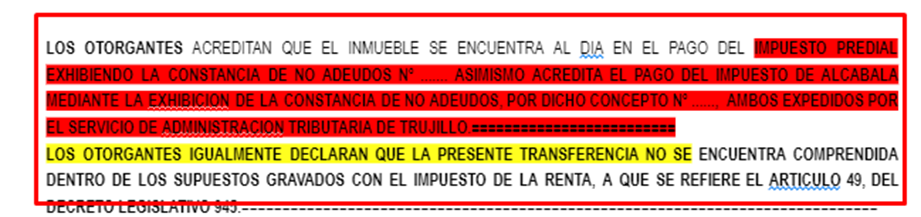 LOS OTORGANTES ACREDITAN QUE EL INMUEBLE SE ENCUENTRA AL DIA EN EL PAGO DEL IMPUESTO PREDIAL
EXHIBIENDO LA CONSTANCIA DE NO ADEUDOS Nº ...... ASIMISMO ACREDITA EL PAGO DEL IMPUESTO DE ALCABALA
MEDIANTE LA EXHIBICION DE LA CONSTANCIA DE NO ADEUDOS, POR DICHO CONCEPTO Nº ......, AMBOS EXPEDIDOS POR
EL SERVICIO DE ADMINISTRACION TRIBUTARIA DE TRUJILLO.=========================
LOS OTORGANTES IGUALMENTE DECLARAN QUE LA PRESENTE TRANSFERENCIA NO SE ENCUENTRA COMPRENDIDA
DENTRO DE LOS SUPUESTOS GRAVADOS CON EL IMPUESTO DE LA RENTA, A QUE SE REFIERE EL ARTICULO 49, DEL
DECRETO LEGISLATIVO 945.--------------------------------------------------------------------------------